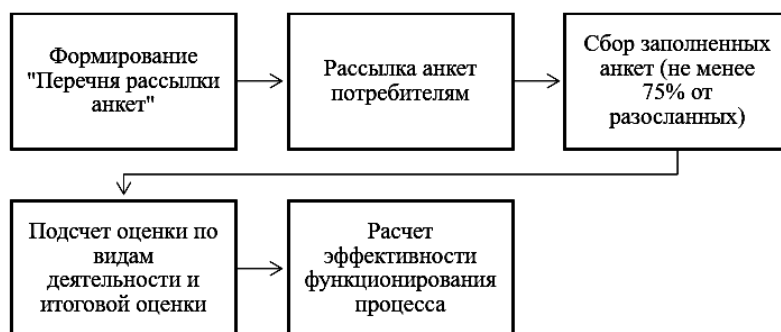 Формирование
"Перечня рассылки
анкет"
Рассылка анкет
потребителям
Сбор заполненных
анкет (не менее
75% от
разосланных)
Подсчет оценки по
видам
деятельности и
итоговой оценки
Расчет
эффективности
функционирования
процесса